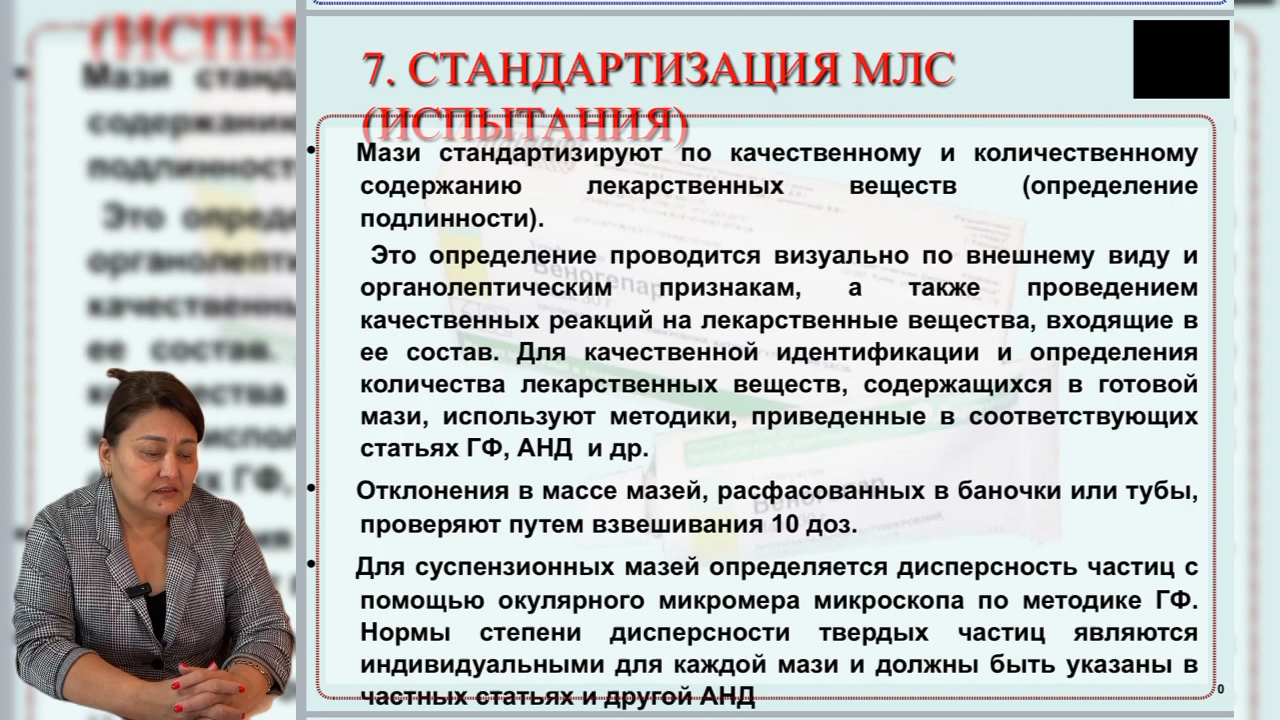 7. СТАНДАРТИЗАЦИЯ МЛС
(ИСПЫТАНИЯ)
• Мази стандартизируют по качественному и количественному
содержанию лекарственных веществ (определение
подлинности).
Это определение проводится визуально по внешнему виду и
органолептическим признакам, а также проведением
качественных реакций на лекарственные вещества, входящие в
ее состав. Для качественной идентификации и определения
количества лекарственных веществ, содержащихся в готовой
мази, используют методики, приведенные в соответствующих
статьях ГФ, АНД и др.
• Отклонения в массе мазей, расфасованных в баночки или тубы,
проверяют путем взвешивания 10 доз.
• Для суспензионных мазей определяется дисперсность частиц с
помощью окулярного микромера микроскопа по методике ГФ.
Нормы степени дисперсности твердых частиц являются
индивидуальными для каждой мази и должны быть указаны в
частных статьях и другой АНД
0
Веногепар
Веногепар